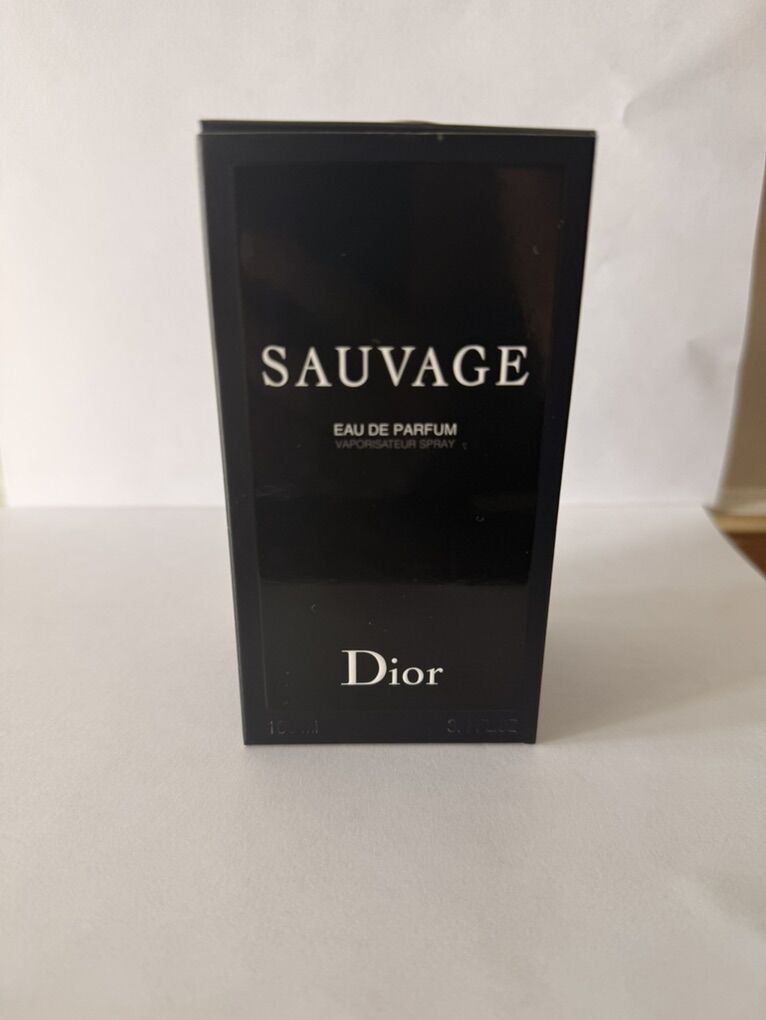 SAUVAGE
EAU DE PARFUM
VAPORISATEUR SPRAY
Dior